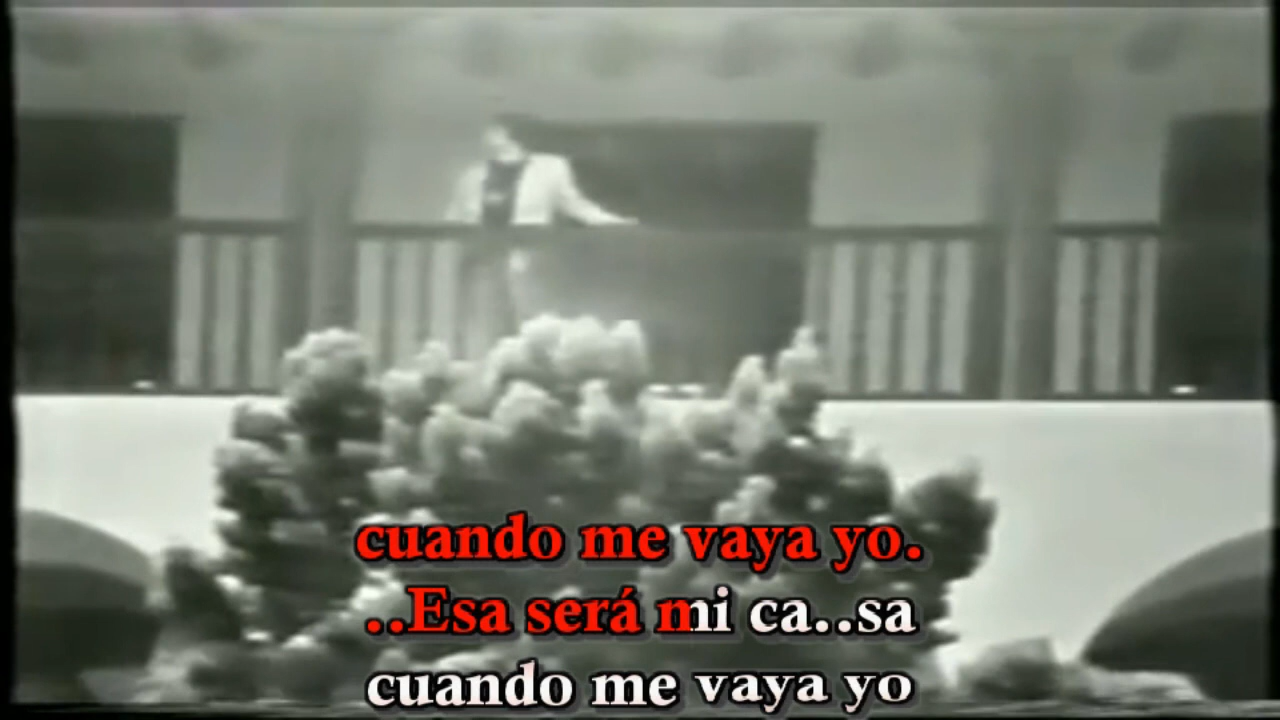 cuando me vaya yo.
..Esa será mi ca..sa
cuando me vaya yo